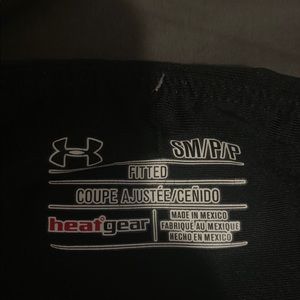 SM/P/P
FITTED
COUPE AJUSTÉE/CEÑIDO
heatgear
MADE IN MEXICO
FABRIQUÉ AU MEXIQUE
HECHO EN MEXICO